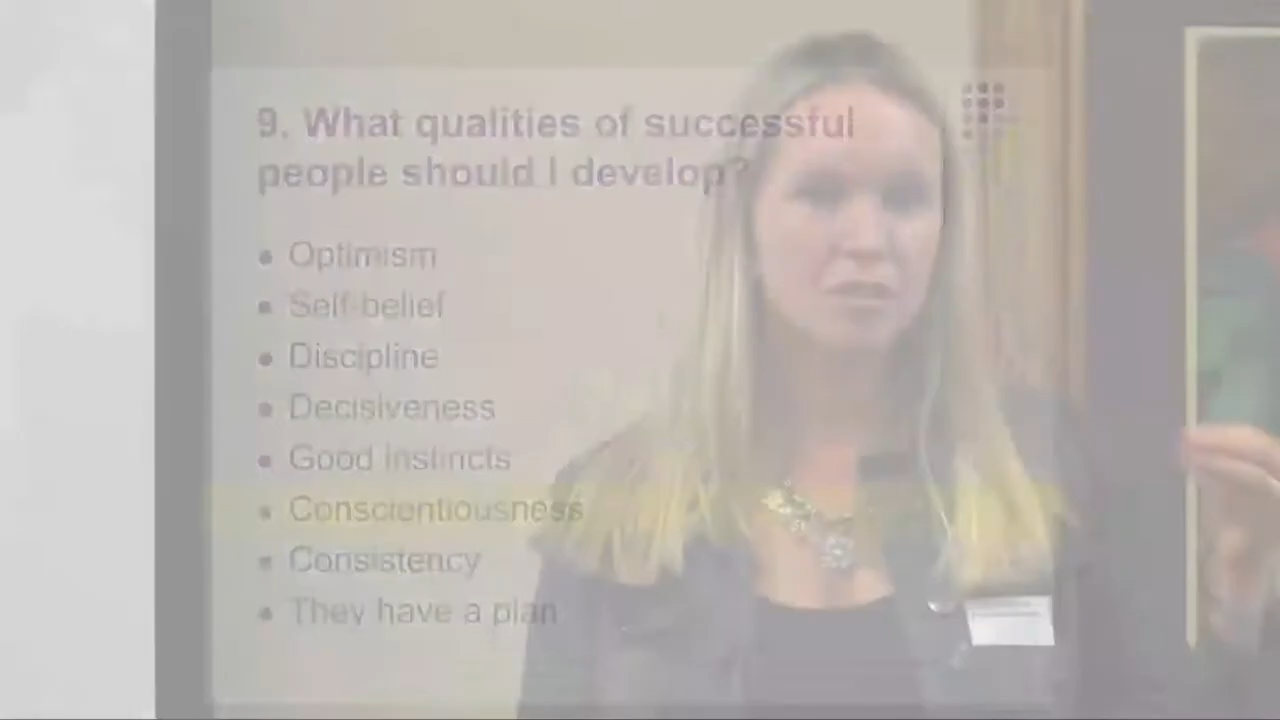 9. What qualities of successful
people should I develop?
• Optimism
• Self-belief
• Discipline
• Decisiveness
• Good instincts
• Conscientiousness
• Consistency
• They have a plan